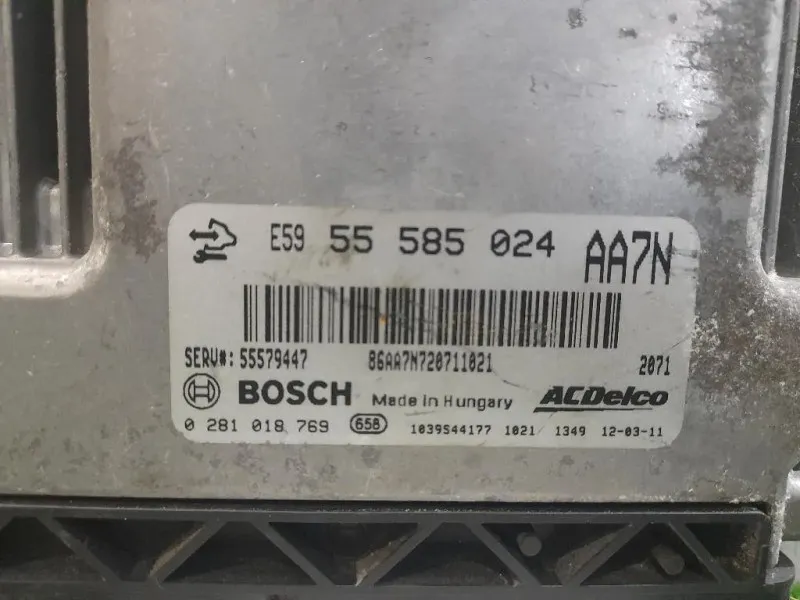 E59 55 585 024 AA7N
SERV#: 55579447 86AA7N720711021 2071
BOSCH Made in Hungary ACDelco
0 281 018 769 658 1039S44177 1021 1349 12-03-11